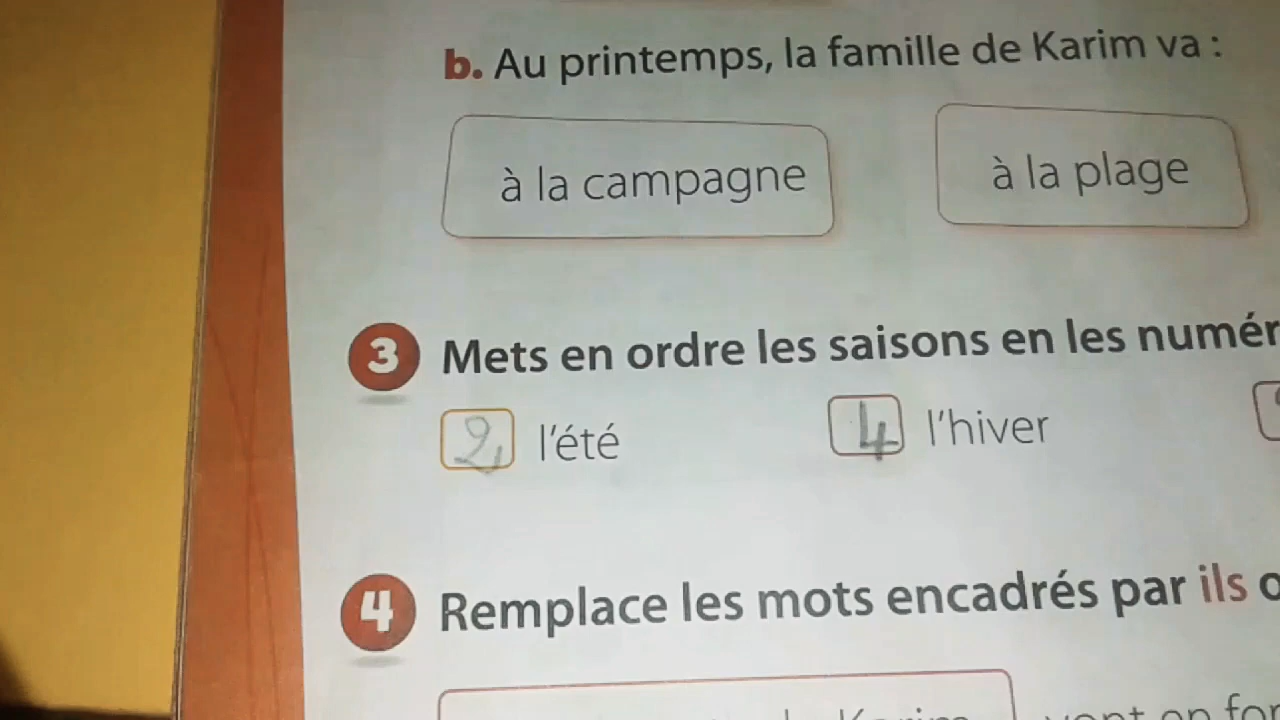 b. Au printemps, la famille de Karim va :
à la campagne
à la plage
3 Mets en ordre les saisons en les
2 l'été
4 l'hiver
4 Remplace les mots encadrés par ils